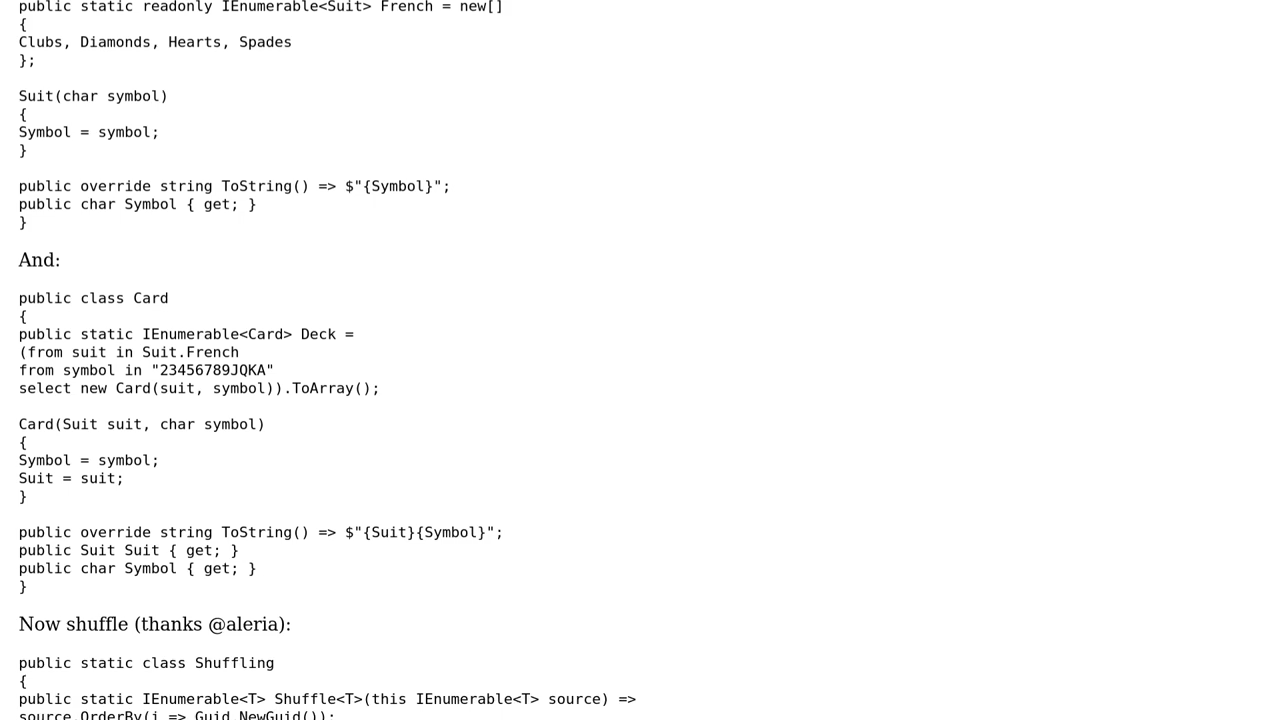 public static readonly IEnumerable<Suit> French = new[]
{
Clubs, Diamonds, Hearts, Spades
};
Suit(char symbol)
{
Symbol = symbol;
}
public override string ToString() => $"{Symbol}";
public char Symbol { get; }
}
And:
public class Card
{
public static IEnumerable<Card> Deck =
(from suit in Suit.French
from symbol in "23456789JQKA"
select new Card(suit, symbol)).ToArray();
Card(Suit suit, char symbol)
{
Symbol = symbol;
Suit = suit;
}
public override string ToString() => $"{Suit}{Symbol}";
public Suit Suit { get; }
public char Symbol { get; }
}
Now shuffle (thanks @aleria):
public static class Shuffling
{
public static IEnumerable<T> Shuffle<T>(this IEnumerable<T> source) =>
source.OrderBy(i => Guid.NewGuid());